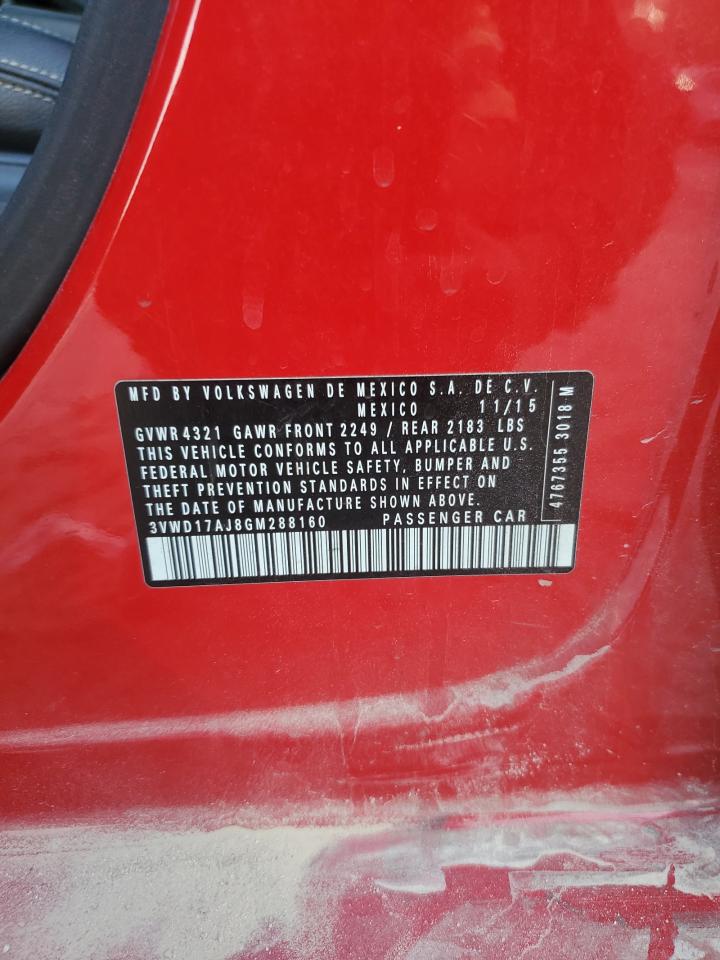 MFD BY VOLKSWAGEN DE MEXICO S.A. DE C.V.
MEXICO 11/15
GVWR 4321 GAWR FRONT 2249 / REAR 2183 LBS
THIS VEHICLE CONFORMS TO ALL APPLICABLE U.S.
FEDERAL MOTOR VEHICLE SAFETY, BUMPER AND
THEFT PREVENTION STANDARDS IN EFFECT ON
THE DATE OF MANUFACTURE SHOWN ABOVE.
3VWD17AJ8GM288160 PASSENGER CAR
4767355 3018 M